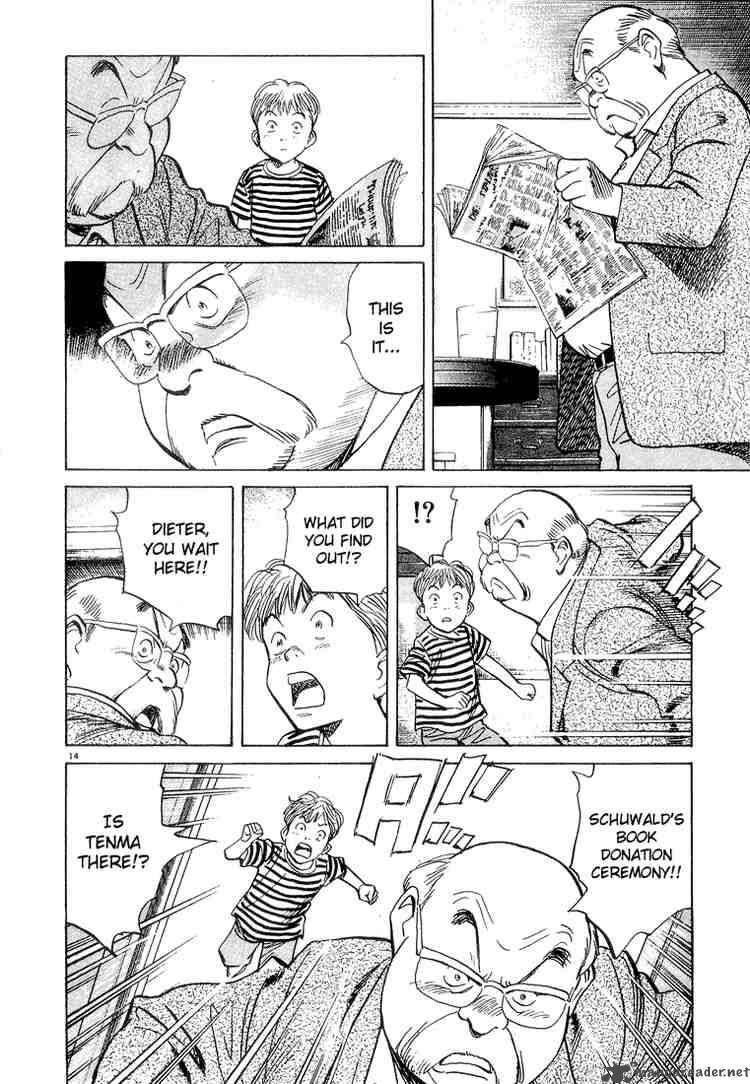 THIS
IS
IT...
!?
WHAT DID
YOU FIND
OUT!?
DIETER,
YOU WAIT
HERE!!
14
SCHUWALD'S
BOOK
DONATION
CEREMONY!!
IS
TENMA
THERE!?